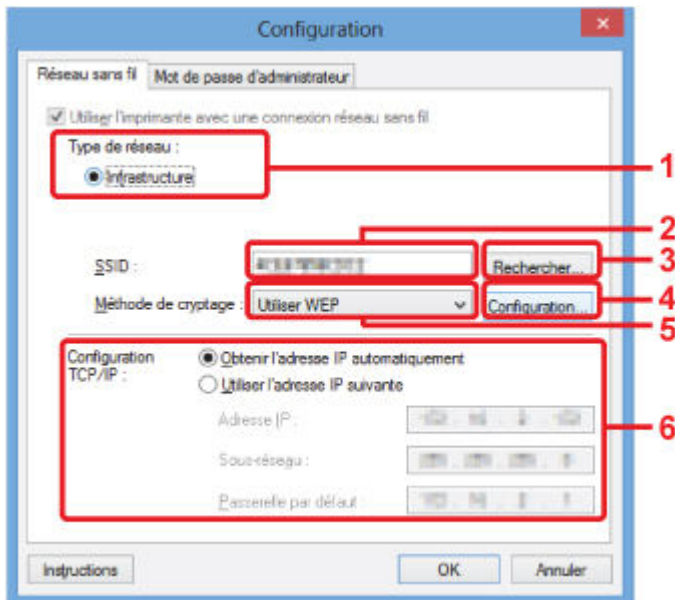 Configuration
Réseau sans fil Mot de passe d'administrateur
Utiliser l'imprimante avec une connexion réseau sans fil
Type de réseau :
Infrastructure
1
2
SSID :
Rechercher...
3
Méthode de cryptage : Utiliser WEP
Configuration...
4
5
Configuration TCP/IP :
Obtenir l'adresse IP automatiquement
Utiliser l'adresse IP suivante
Adresse IP :
Sous-réseau :
Passerelle par défaut :
6
Instructions OK Annuler